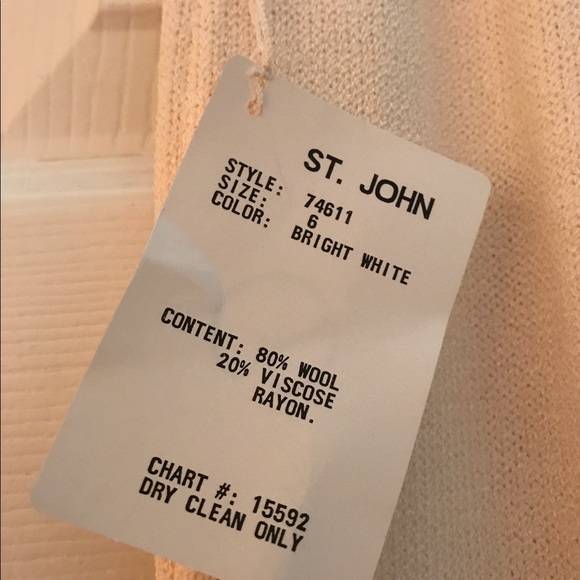 ST. JOHN
STYLE: 74611
SIZE: 6
COLOR: BRIGHT WHITE
CONTENT: 80% WOOL
20% VISCOSE
RAYON.
CHART #: 15592
DRY CLEAN ONLY